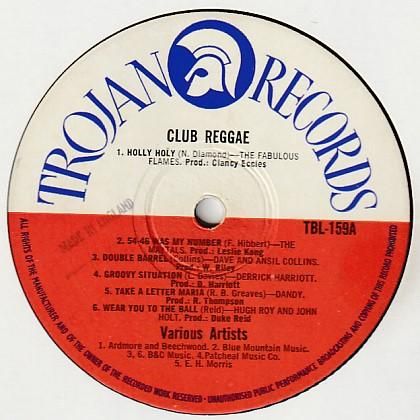 TROJAN RECORDS
CLUB REGGAE
1. HOLLY HOLY (N. Diamond)—THE FABULOUS
FLAMES. Prod.: Clancy Eccles
TBL-159A
MADE IN ENGLAND
2. 54-46 WAS MY NUMBER (F. Hibbert)—THE
MAYTALS. Prod.: Leslie Kong
3. DOUBLE BARREL (Collins)—DAVE AND ANSIL COLLINS.
Prod: W. Riley
4. GROOVY SITUATION (L. Davies)—DERRICK HARRIOTT.
Prod.: D. Harriott
5. TAKE A LETTER MARIA (R. B. Greaves)—DANDY.
Prod.: R. Thompson
6. WEAR YOU TO THE BALL (Reid)—HUGH ROY AND JOHN
HOLT. Prod.: Duke Reid
Various Artists
1. Ardmore and Beechwood. 2. Blue Mountain Music.
3, 6. B&C Music. 4. Patcheal Music Co.
5. E. H. Morris
ALL RIGHTS OF THE MANUFACTURER, AND OF THE OWNER OF THE RECORDED WORK RESERVED. UNAUTHORISED PUBLIC PERFORMANCE BROADCASTING AND COPYING OF THIS RECORD PROHIBITED